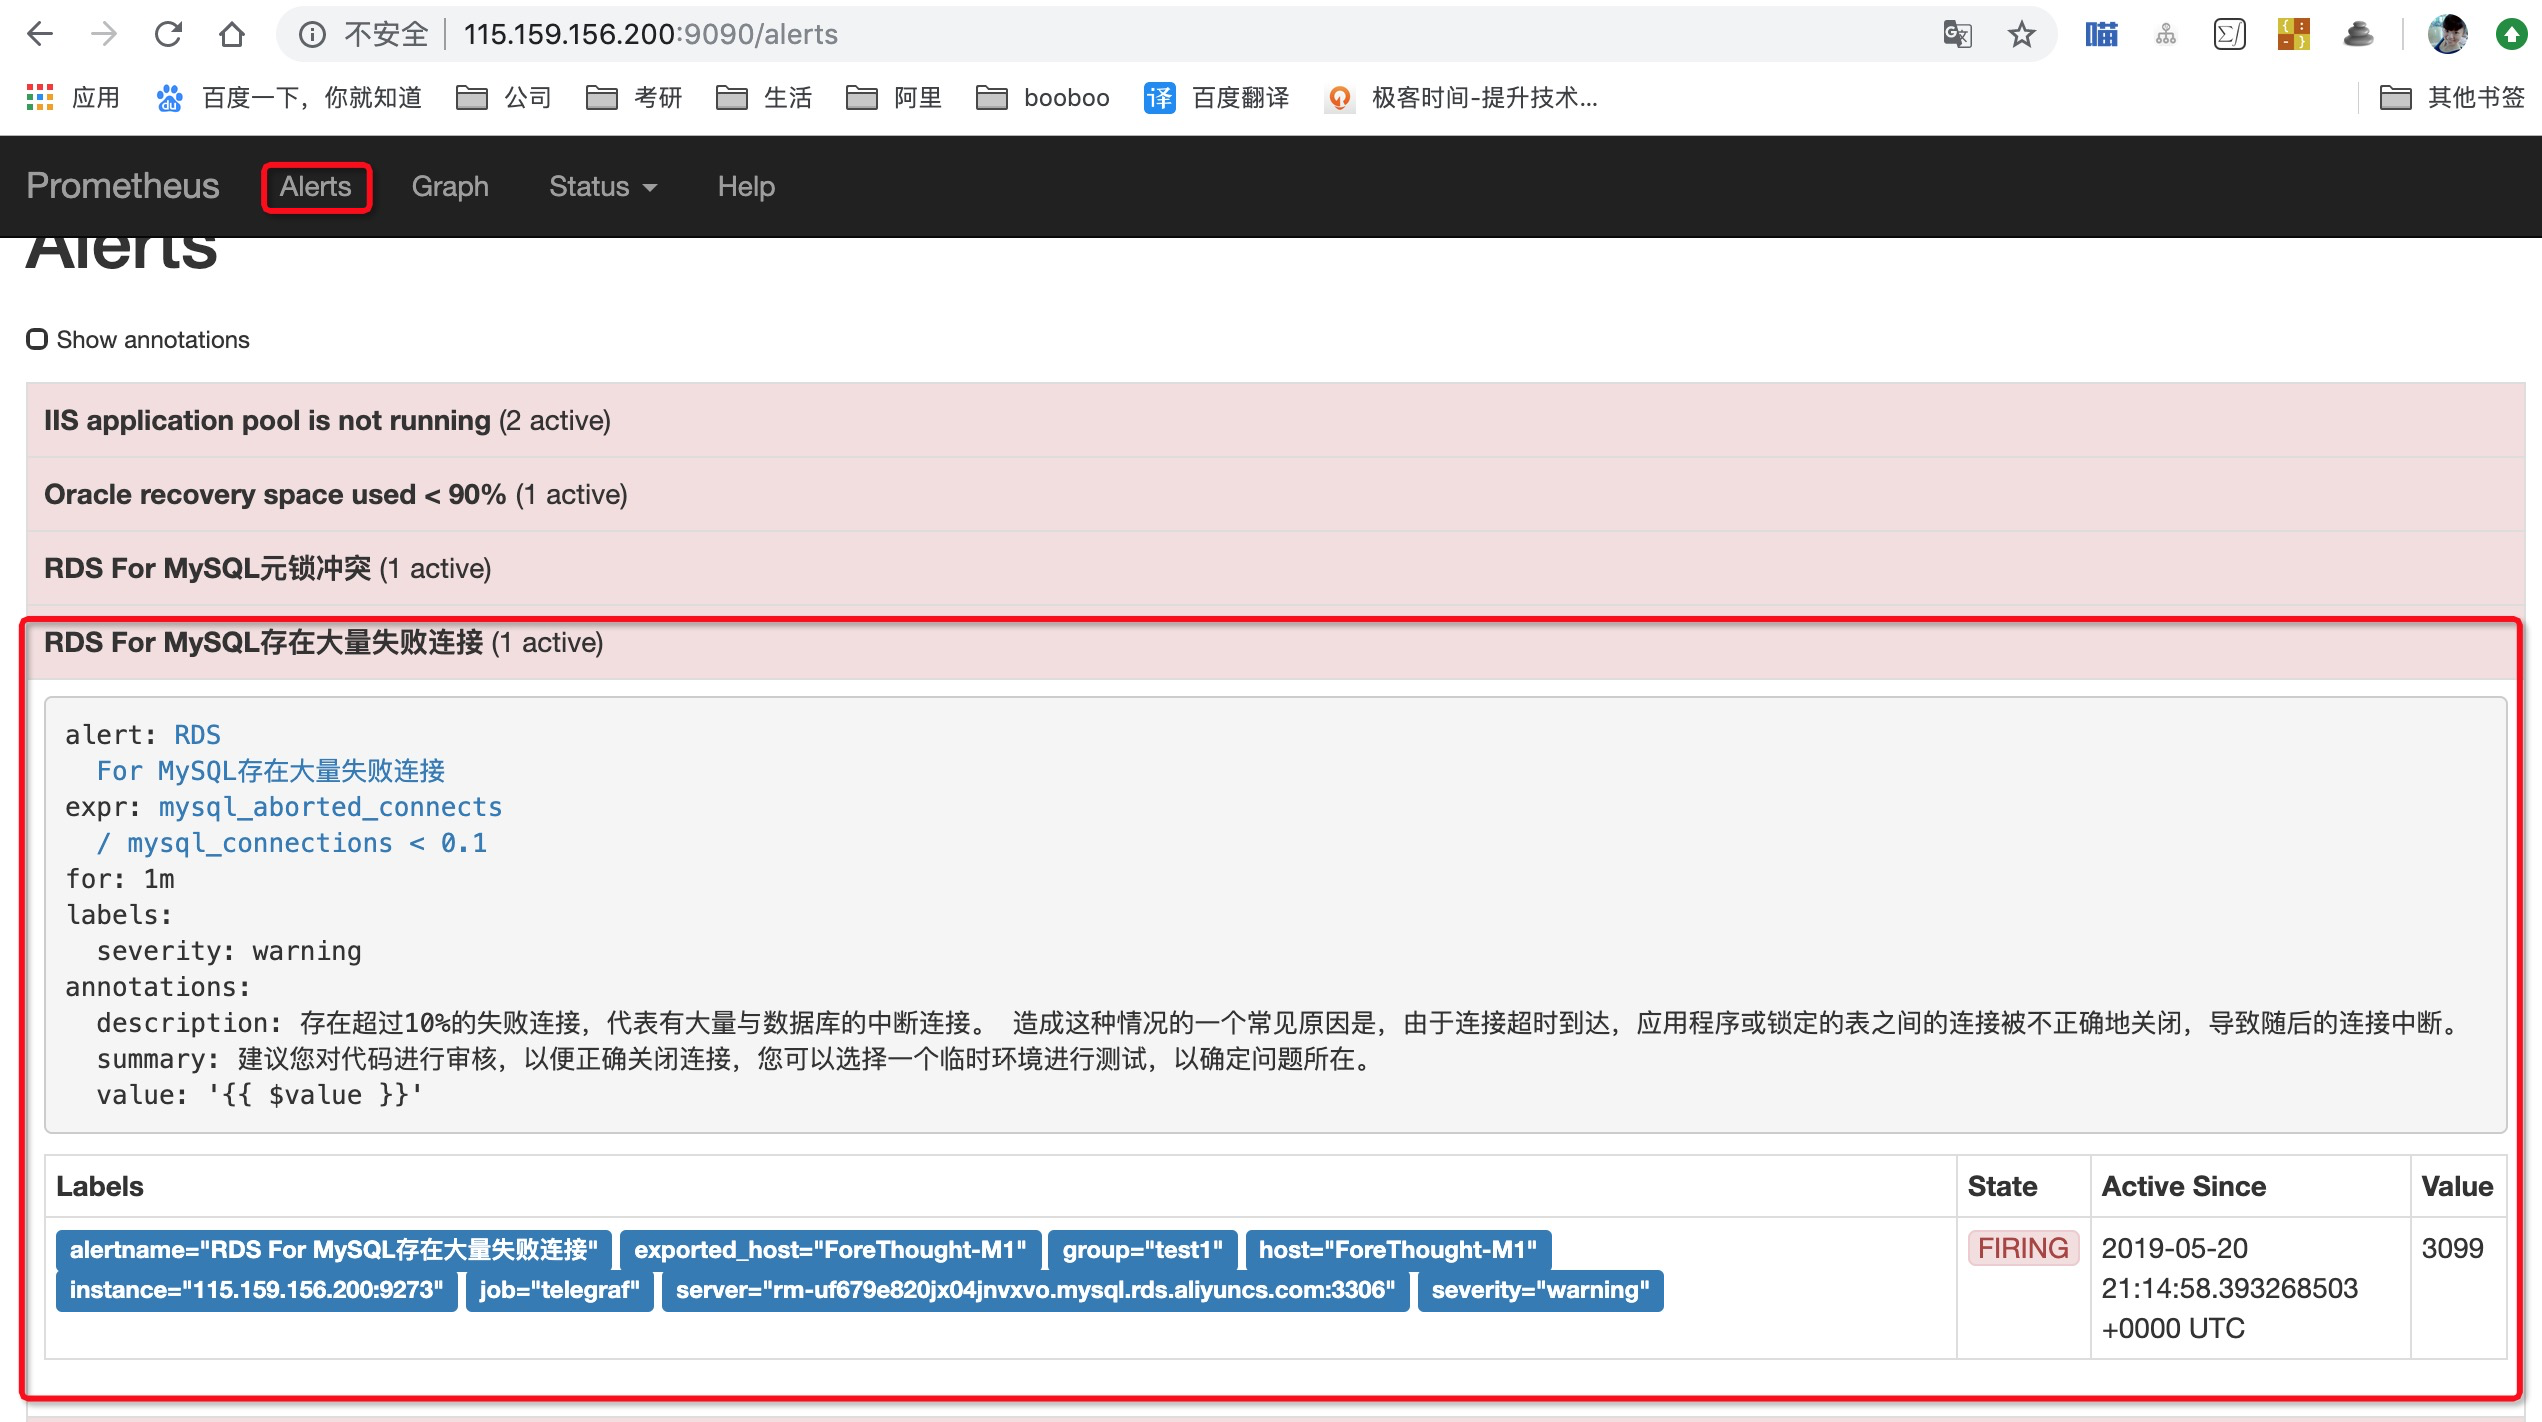 不安全 115.159.156.200:9090/alerts
应用 百度一下，你就知道 公司 考研 生活 阿里 booboo 译 百度翻译 极客时间-提升技术... 其他书签
Prometheus Alerts Graph Status Help
Alerts
Show annotations
IIS application pool is not running (2 active)
Oracle recovery space used < 90% (1 active)
RDS For MySQL元锁冲突 (1 active)
RDS For MySQL存在大量失败连接 (1 active)
alert: RDS
For MySQL存在大量失败连接
expr: mysql_aborted_connects
/ mysql_connections < 0.1
for: 1m
labels:
severity: warning
annotations:
description: 存在超过10%的失败连接，代表有大量与数据库的中断连接。 造成这种情况的一个常见原因是，由于连接超时到达，应用程序或锁定的表之间的连接被不正确地关闭，导致随后的连接中断。
summary: 建议您对代码进行审核，以便正确关闭连接，您可以选择一个临时环境进行测试，以确定问题所在。
value: '{{ $value }}'
Labels State Active Since Value
alertname="RDS For MySQL存在大量失败连接" exported_host="ForeThought-M1" group="test1" host="ForeThought-M1" FIRING 2019-05-20 3099
instance="115.159.156.200:9273" job="telegraf" server="rm-uf679e820jx04jnvxvo.mysql.rds.aliyuncs.com:3306" severity="warning" 21:14:58.393268503
+0000 UTC